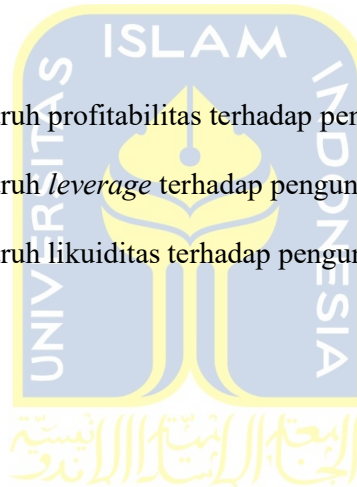 ISLAM
UNIVERSITAS
INDONESIA
ruh profitabilitas terhadap pen
ruh leverage terhadap pengun
ruh likuiditas terhadap pengun